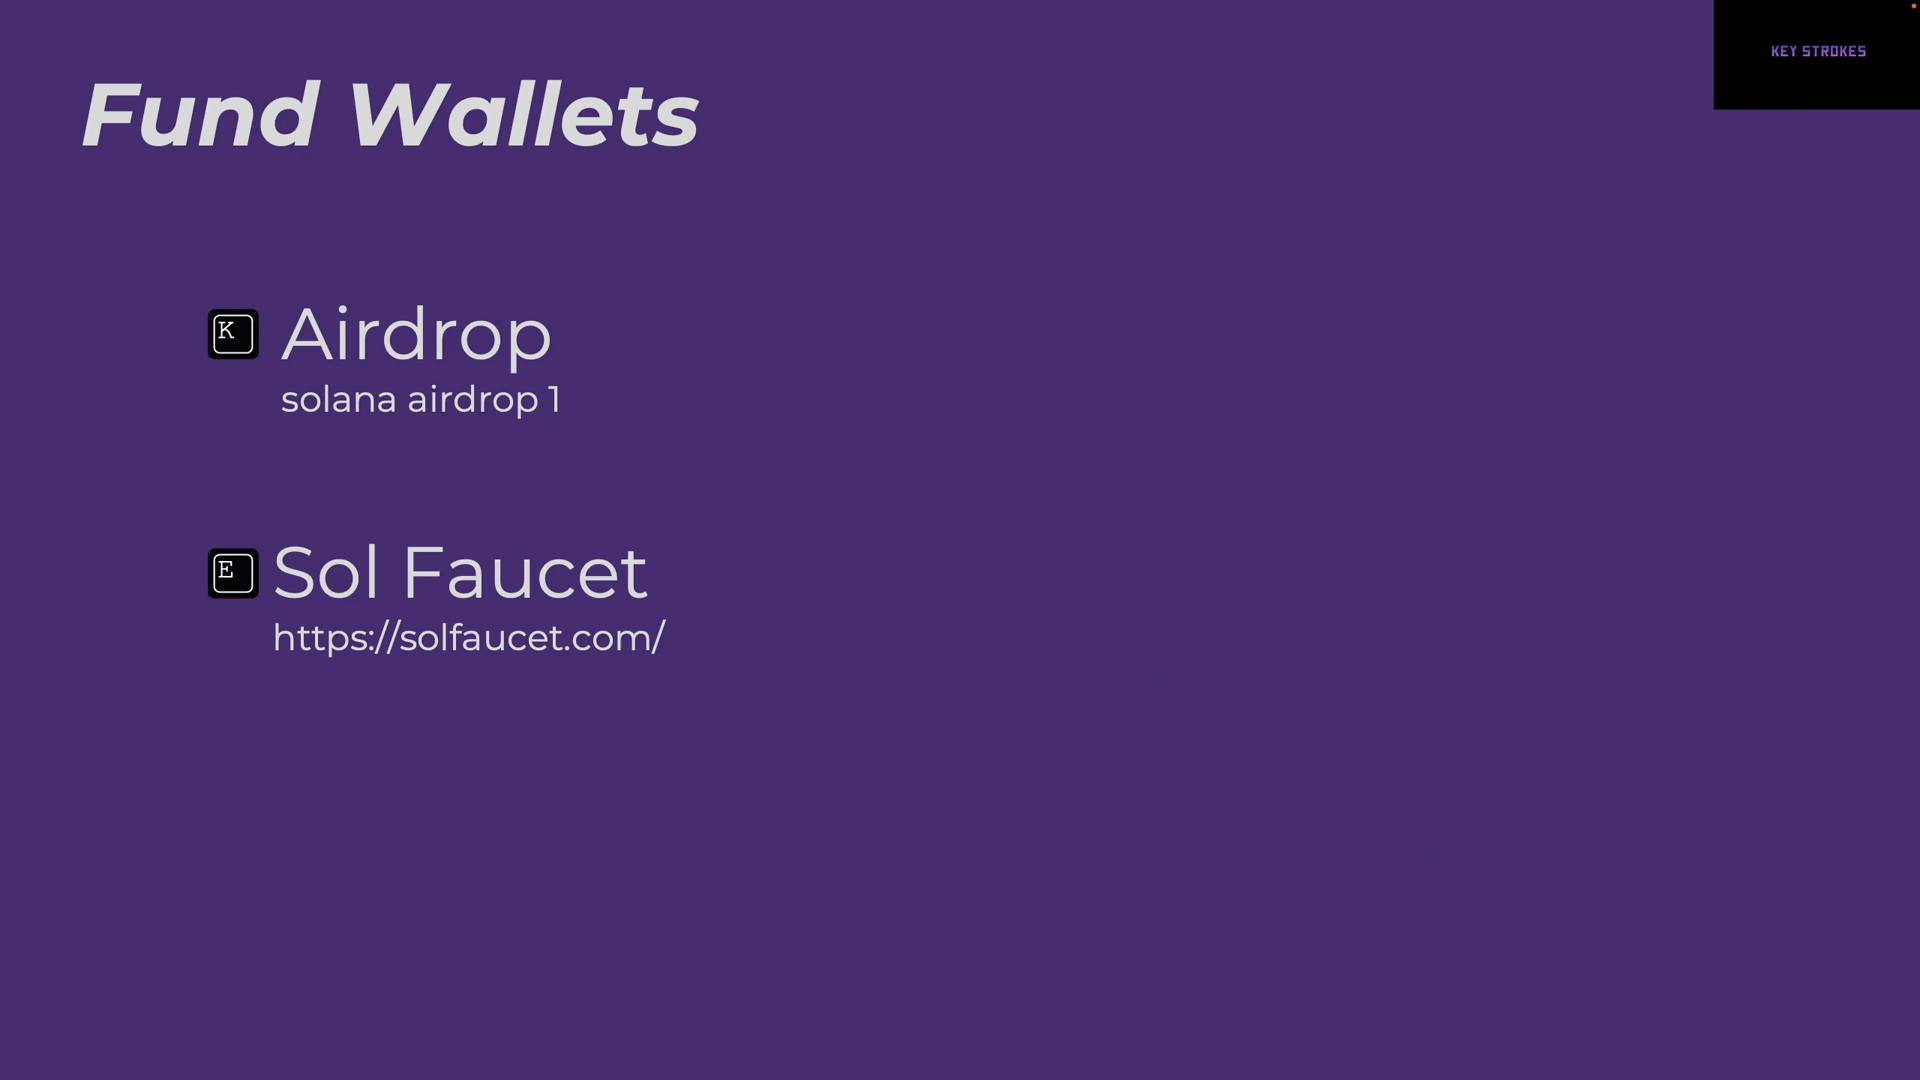 KEY STROKES
Fund Wallets
K
Airdrop
solana airdrop 1
E
Sol Faucet
https://solfaucet.com/